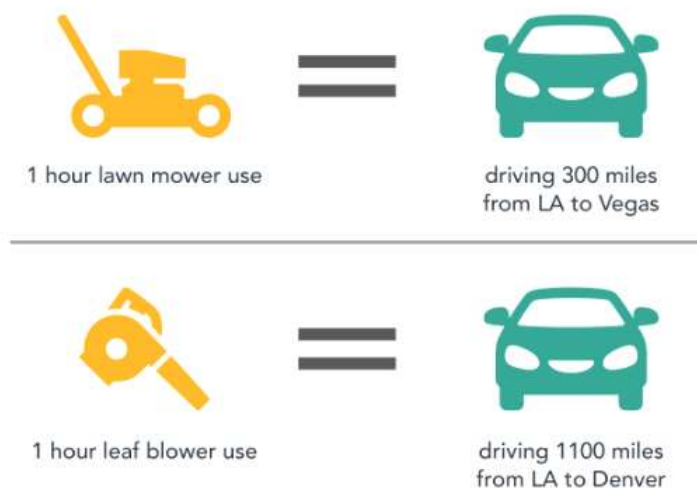 1 hour lawn mower use
driving 300 miles
from LA to Vegas
1 hour leaf blower use
driving 1100 miles
from LA to Denver